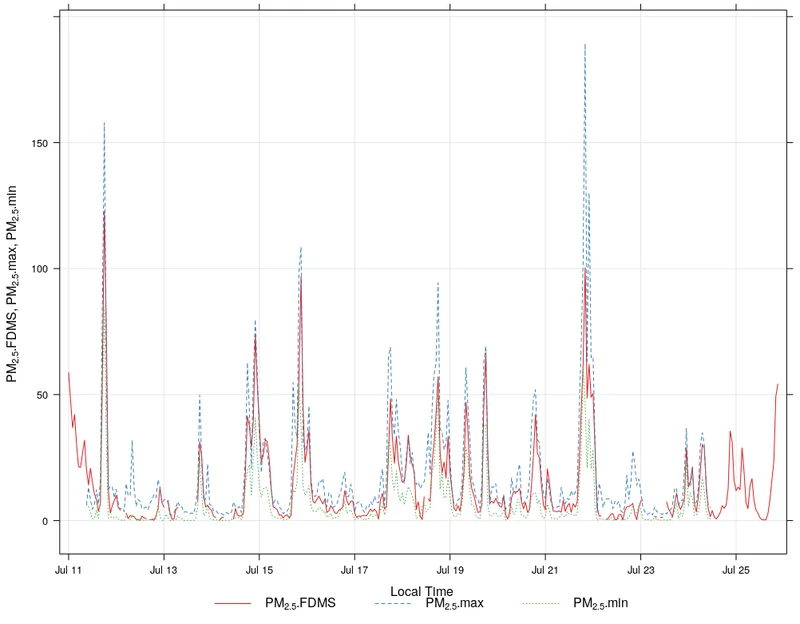 PM2.5.FDMS, PM2.5.max, PM2.5.min
150
100
50
0
Jul 11 Jul 13 Jul 15 Jul 17 Jul 19 Jul 21 Jul 23 Jul 25
Local Time
PM2.5.FDMS PM2.5.max PM2.5.min